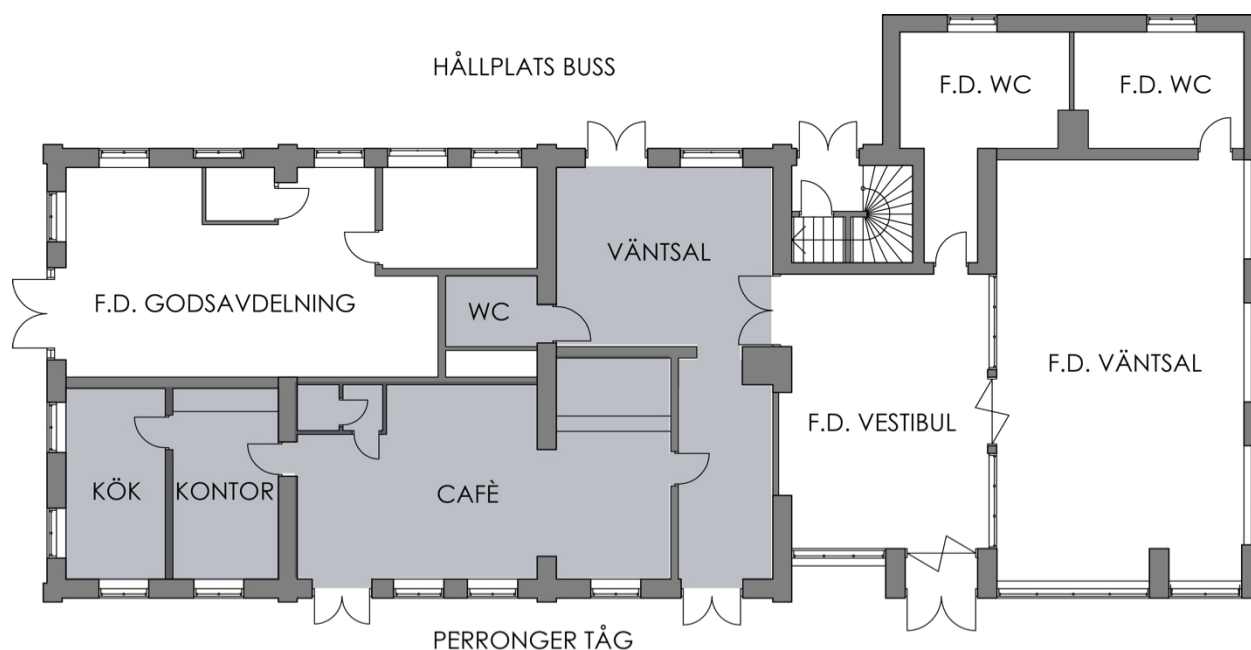 HÅLLPLATS BUSS
F.D. WC
F.D. WC
VÄNTSAL
F.D. GODSAVDELNING
WC
F.D. VÄNTSAL
F.D. VESTIBUL
KÖK
KONTOR
CAFÈ
PERRONGER TÅG